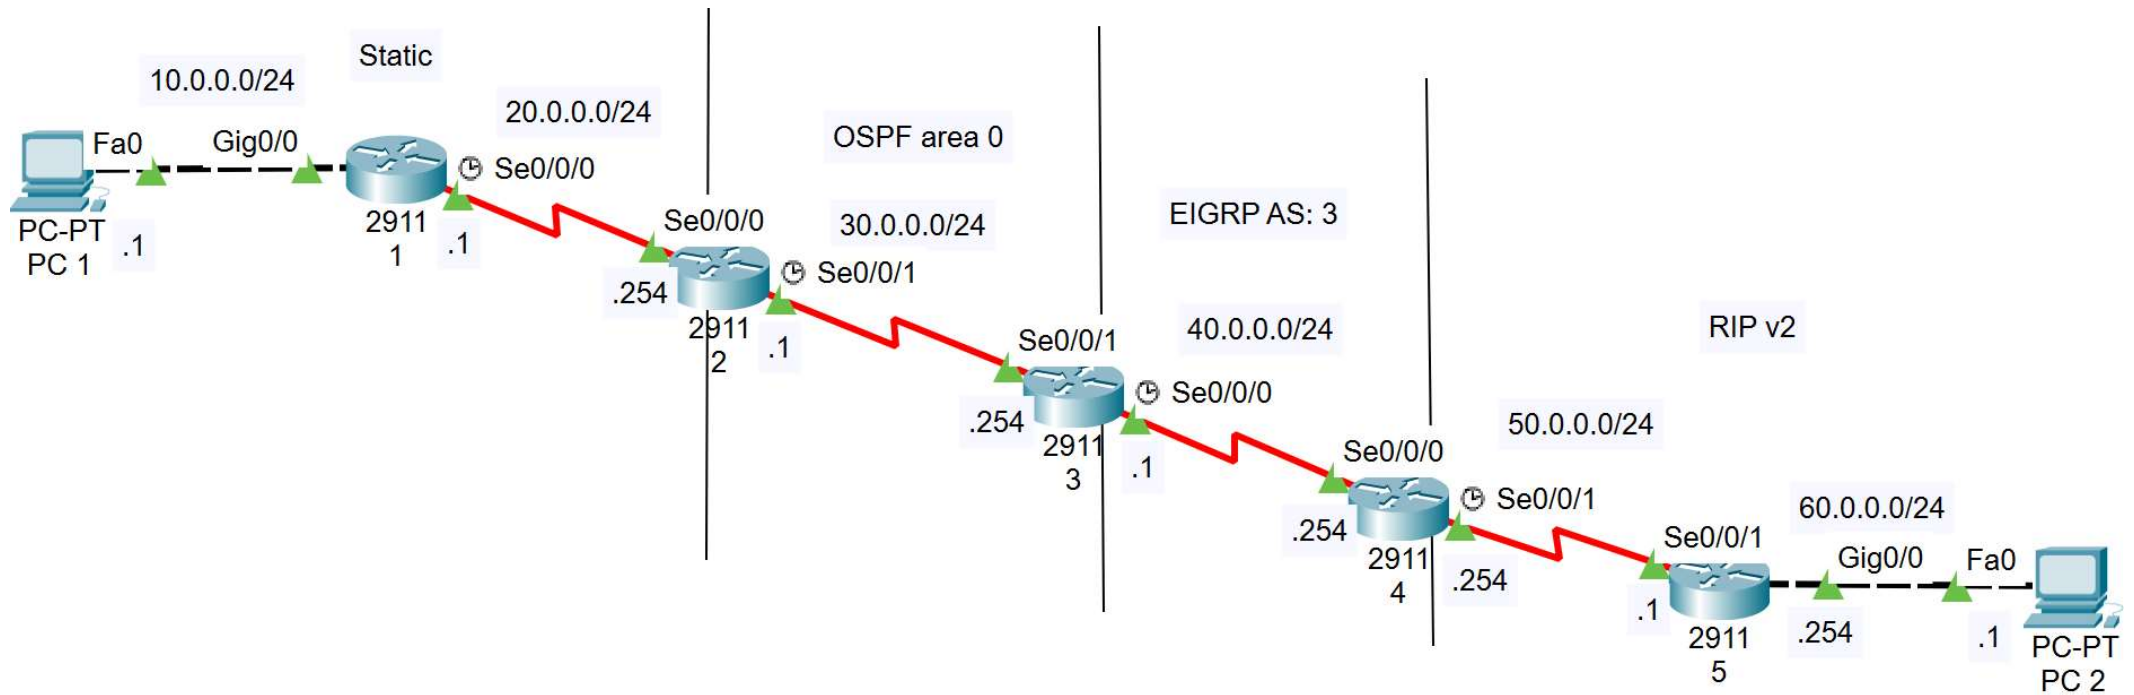 Static
10.0.0.0/24
20.0.0.0/24
Fa0
Gig0/0
Se0/0/0
PC-PT
PC 1
.1
2911
1
.1
OSPF area 0
Se0/0/0
30.0.0.0/24
.254
Se0/0/1
2911
2
.1
EIGRP AS: 3
Se0/0/1
40.0.0.0/24
.254
Se0/0/0
2911
3
.1
RIP v2
Se0/0/0
50.0.0.0/24
.254
Se0/0/1
2911
4
.254
Se0/0/1
60.0.0.0/24
.1
Gig0/0
Fa0
2911
5
.254
.1
PC-PT
PC 2